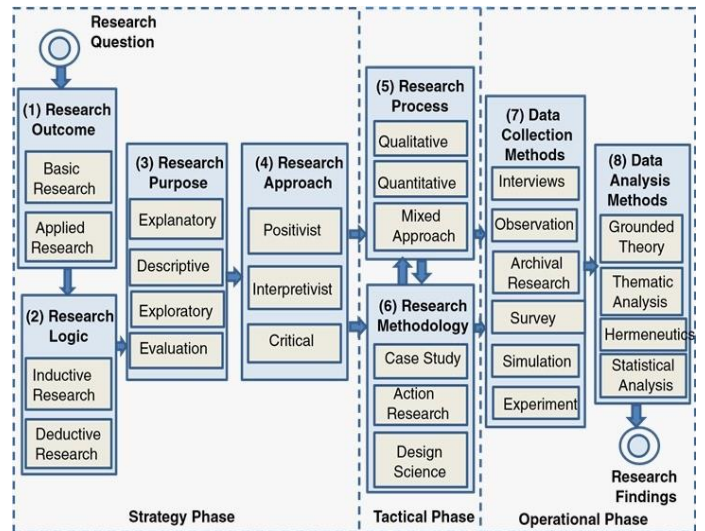 Research
Question
(1) Research
Outcome
Basic
Research
Applied
Research
(2) Research
Logic
Inductive
Research
Deductive
Research
(3) Research
Purpose
Explanatory
Descriptive
Exploratory
Evaluation
(4) Research
Approach
Positivist
Interpretivist
Critical
(5) Research
Process
Qualitative
Quantitative
Mixed
Approach
(6) Research
Methodology
Case Study
Action
Research
Design
Science
(7) Data
Collection
Methods
Interviews
Observation
Archival
Research
Survey
Simulation
Experiment
(8) Data
Analysis
Methods
Grounded
Theory
Thematic
Analysis
Hermeneutics
Statistical
Analysis
Research
Findings
Strategy Phase
Tactical Phase
Operational Phase